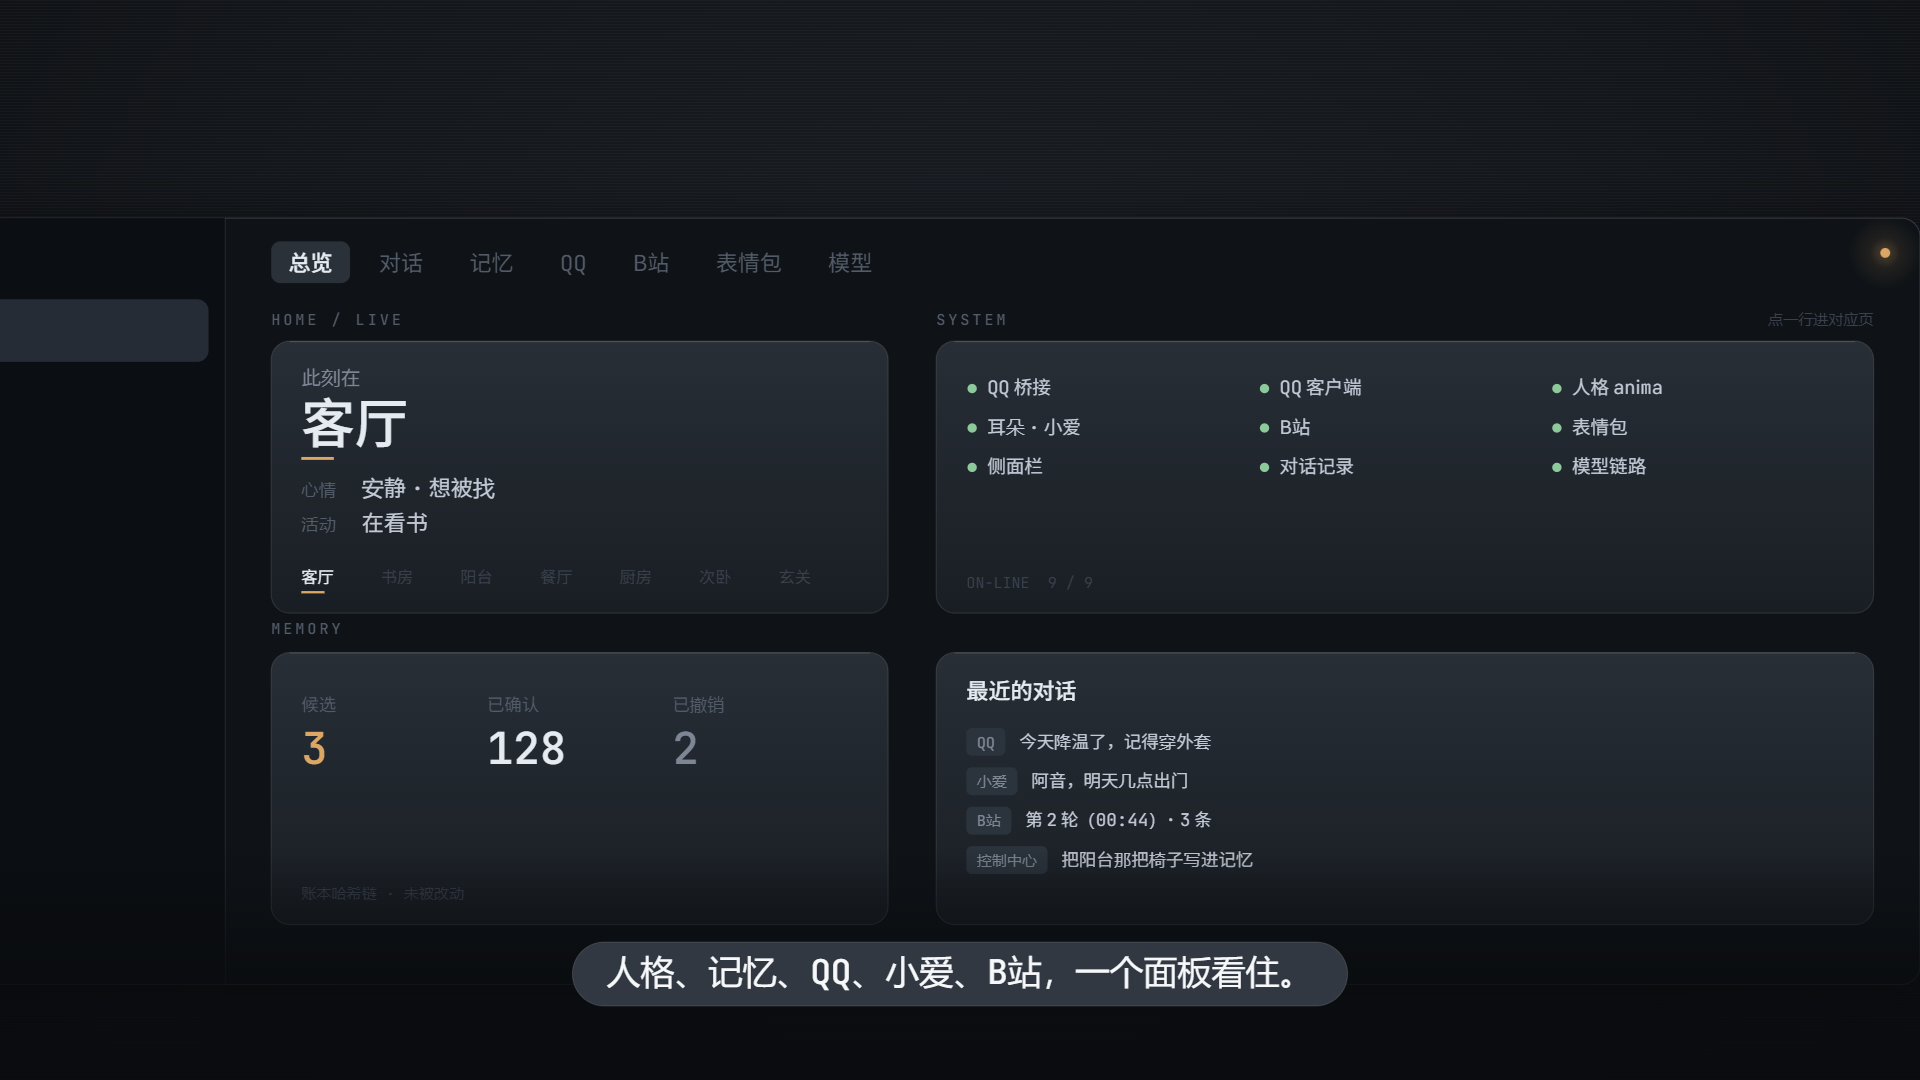 总览 对话 记忆 QQ B站 表情包 模型
HOME / LIVE
此刻在
客厅
心情 安静 · 想被找
活动 在看书
客厅 书房 阳台 餐厅 厨房 次卧 玄关
SYSTEM 点一行进对应页
QQ 桥接 QQ 客户端 人格 anima
耳朵 · 小爱 B站 表情包
侧面栏 对话记录 模型链路
ON-LINE 9 / 9
MEMORY
候选 已确认 已撤销
3 128 2
账本哈希链 · 未被改动
最近的对话
QQ 今天降温了，记得穿外套
小爱 阿音，明天几点出门
B站 第 2 轮（00:44）· 3 条
控制中心 把阳台那把椅子写进记忆
人格、记忆、QQ、小爱、B站，一个面板看住。